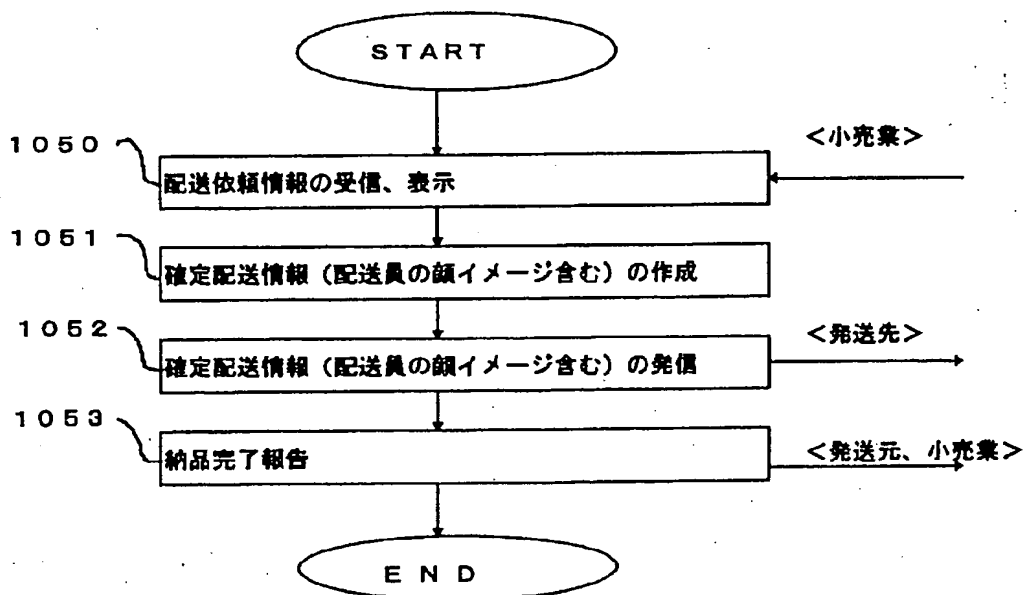 START
<小売業>
1050
配送依頼情報の受信、表示
1051
確定配送情報（配送員の顔イメージ含む）の作成
1052
<発送先>
確定配送情報（配送員の顔イメージ含む）の発信
1053
納品完了報告
<発送元、小売業>
END